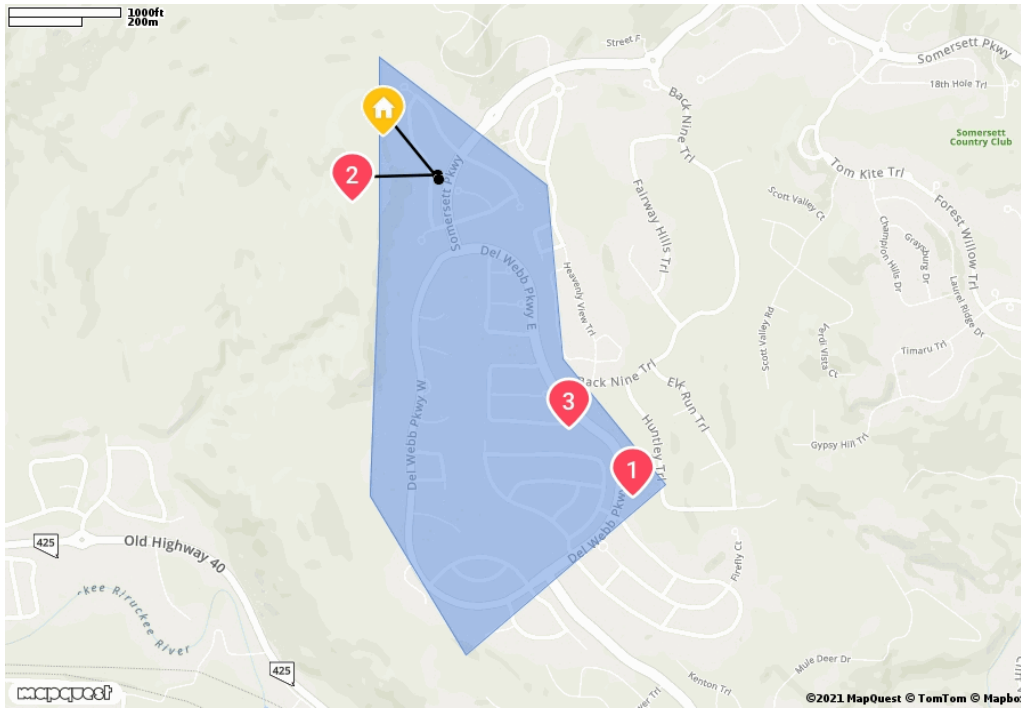 1000ft
200m
Street F
Somersett Pkwy
18th Hole Trl
Back Nine Trl
Somersett
Country Club
Tom Kite Trl
2
Somersett Pkwy
Fairway Hills Trl
Scott Valley Ct
Forest Willow Trl
Champion Hills Dr
Graysburg Dr
Del Webb Pkwy E
Heavenly View Trl
Laurel Ridge Dr
Scott Valley Rd
Verdi Vista Ct
Timaru Trl
Back Nine Trl
Elk Run Trl
Del Webb Pkwy W
3
Huntley Trl
Gypsy Hill Trl
1
Del Webb Pkwy
425
Old Highway 40
Firefly Ct
River
425
Mule Deer Dr
Kenton Trl
mapquest
©2021 MapQuest © TomTom © Mapbo